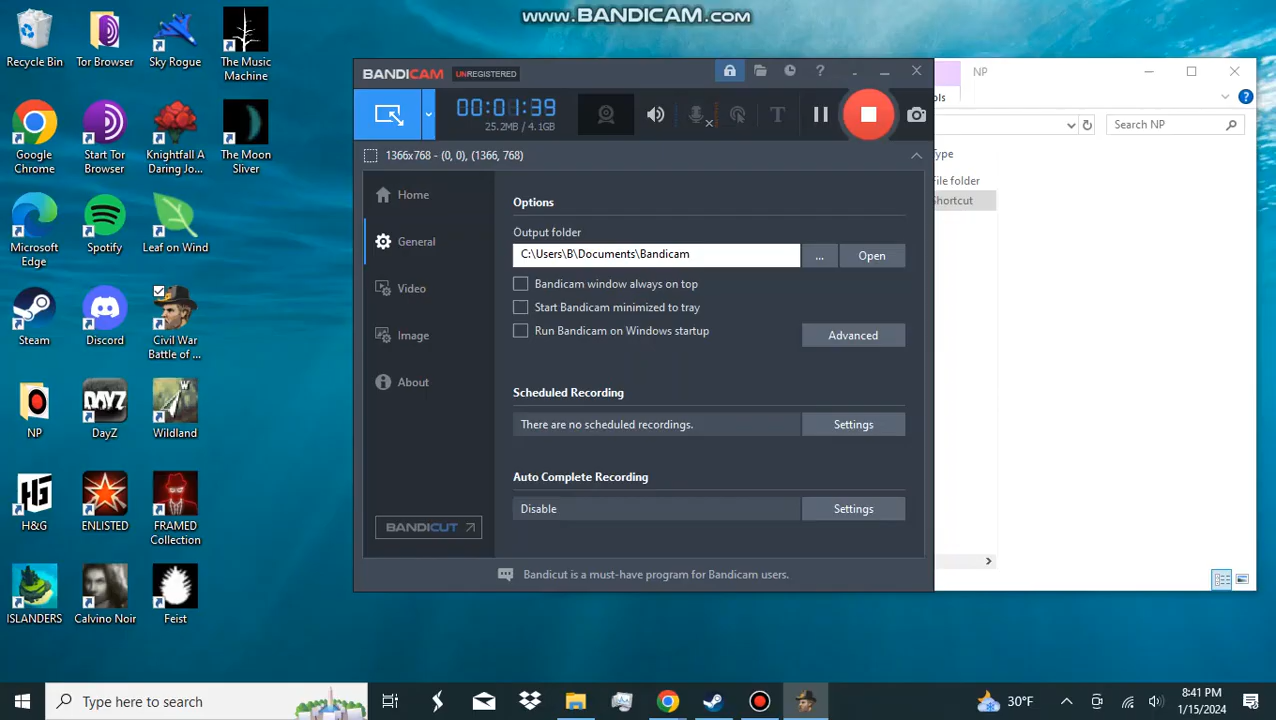 www.BANDICAM.com
Recycle Bin
Tor Browser
Sky Rogue
The Music
Machine
Google
Chrome
Start Tor
Browser
Knightfall A
Daring Jo...
The Moon
Sliver
Microsoft
Edge
Spotify
Leaf on Wind
Steam
Discord
Civil War
Battle of ...
NP
DayZ
DAYZ
Wildland
W
H&G
HG
ENLISTED
FRAMED
Collection
ISLANDERS
Calvino Noir
Feist
BANDICAM UNREGISTERED
?
00:01:39
25.2MB / 4.1GB
T
1366x768 - (0, 0), (1366, 768)
Home
General
Video
Image
About
BANDICUT
Options
Output folder
C:\Users\B\Documents\Bandicam
...
Open
Bandicam window always on top
Start Bandicam minimized to tray
Run Bandicam on Windows startup
Advanced
Scheduled Recording
There are no scheduled recordings.
Settings
Auto Complete Recording
Disable
Settings
Bandicut is a must-have program for Bandicam users.
NP
ols
?
Search NP
ype
ile folder
hortcut
Type here to search
30°F
8:41 PM
1/15/2024